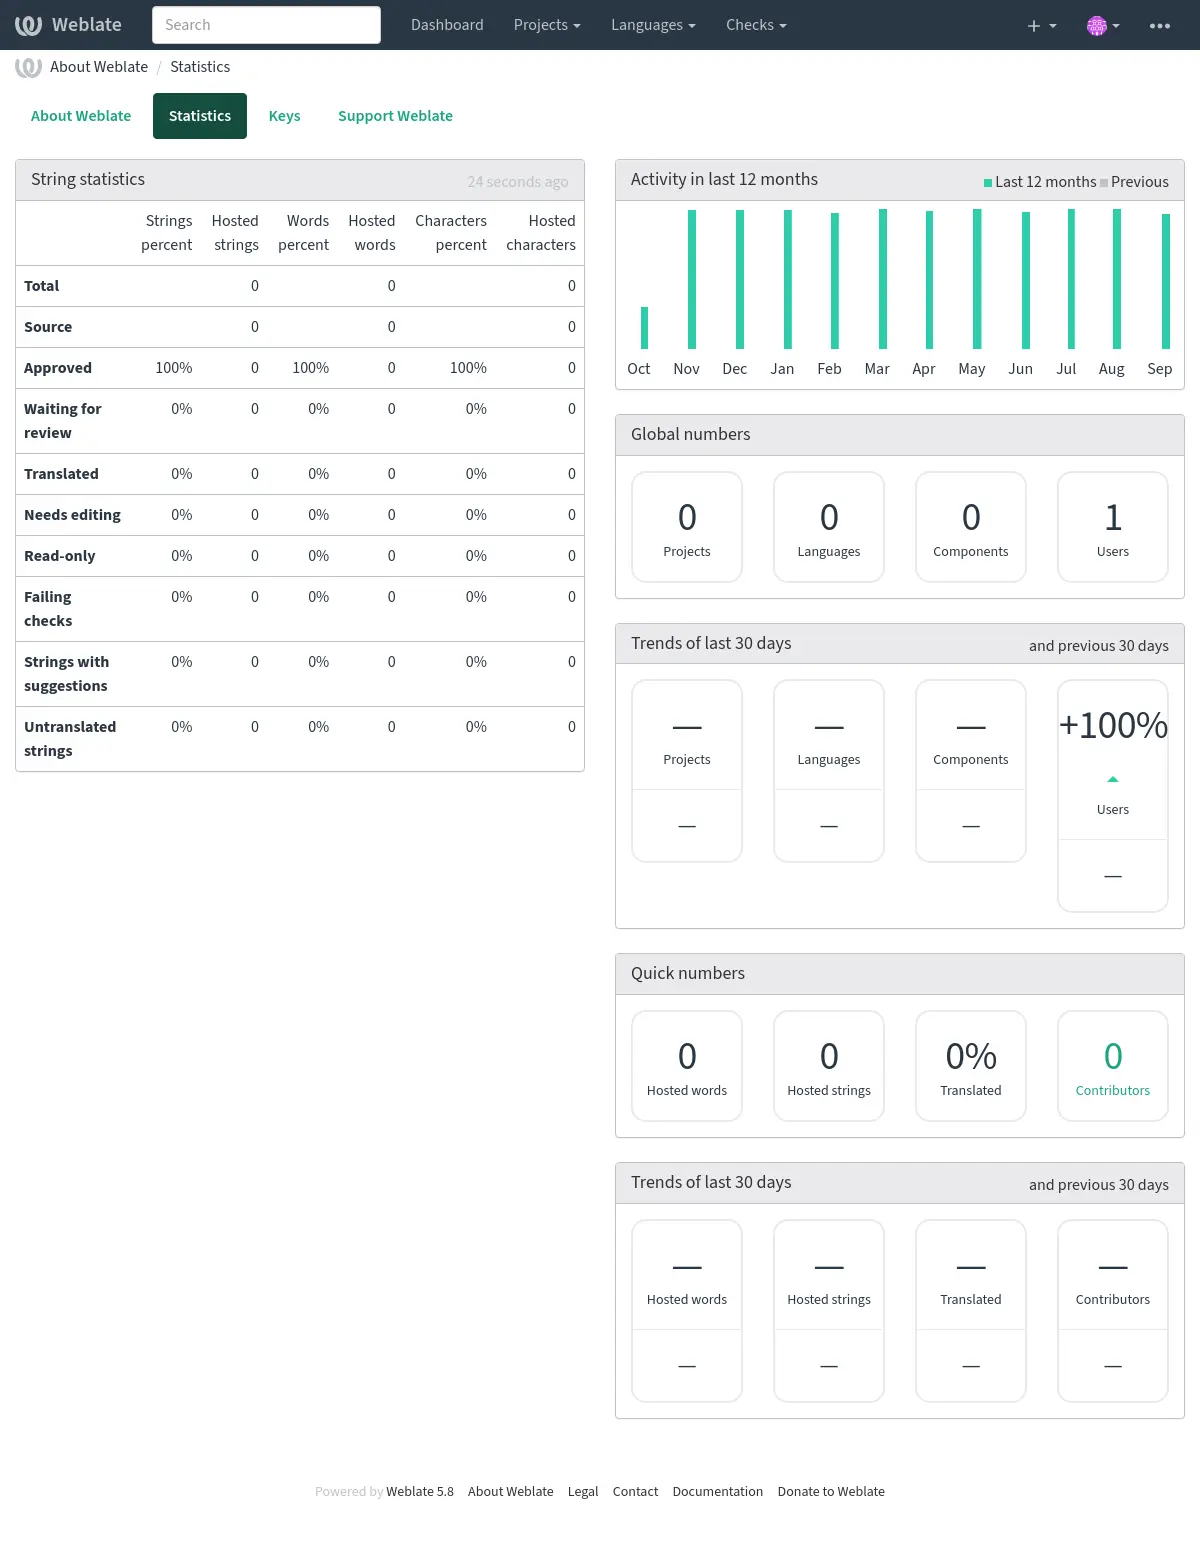 Weblate
Search
Dashboard Projects Languages Checks
About Weblate / Statistics
About Weblate Statistics Keys Support Weblate
String statistics 24 seconds ago
Strings percent Hosted strings Words percent Hosted words Characters percent Hosted characters
Total 0 0 0
Source 0 0 0
Approved 100% 0 100% 0 100% 0
Waiting for review 0% 0 0% 0 0% 0
Translated 0% 0 0% 0 0% 0
Needs editing 0% 0 0% 0 0% 0
Read-only 0% 0 0% 0 0% 0
Failing checks 0% 0 0% 0 0% 0
Strings with suggestions 0% 0 0% 0 0% 0
Untranslated strings 0% 0 0% 0 0% 0
Activity in last 12 months Last 12 months Previous
Oct Nov Dec Jan Feb Mar Apr May Jun Jul Aug Sep
Global numbers
0 0 0 1
Projects Languages Components Users
Trends of last 30 days and previous 30 days
— — — +100%
Projects Languages Components Users
— — — —
Quick numbers
0 0 0% 0
Hosted words Hosted strings Translated Contributors
Trends of last 30 days and previous 30 days
— — — —
Hosted words Hosted strings Translated Contributors
— — — —
Powered by Weblate 5.8 About Weblate Legal Contact Documentation Donate to Weblate